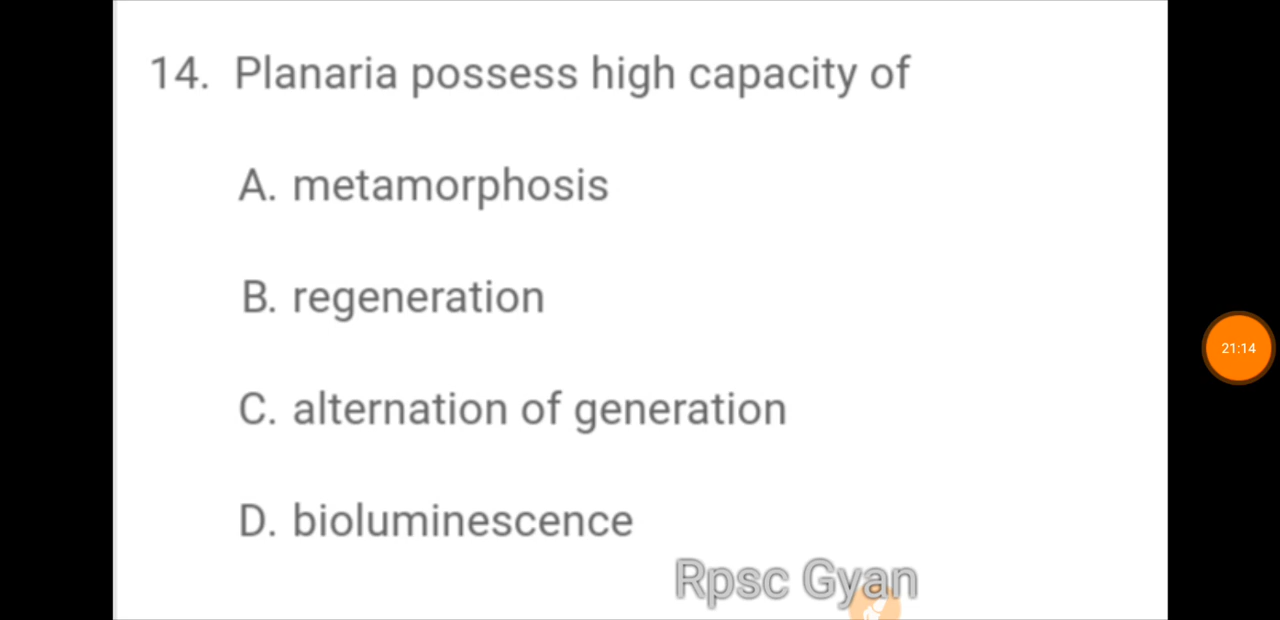 14. Planaria possess high capacity of
A. metamorphosis
B. regeneration
21:14
C. alternation of generation
D. bioluminescence
Rpsc Gyan